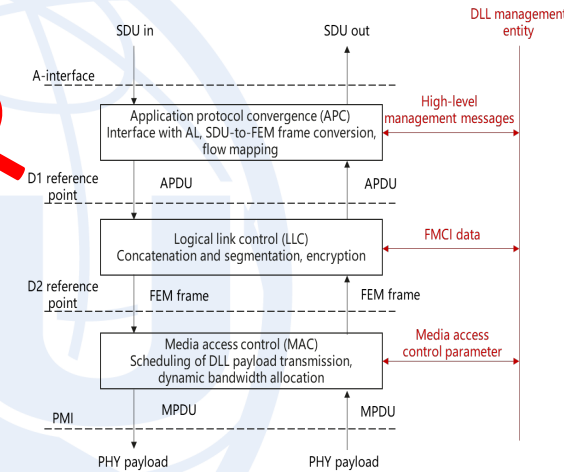 DLL management
entity
SDU in
SDU out
A-interface
High-level
management messages
Application protocol convergence (APC)
Interface with AL, SDU-to-FEM frame conversion,
flow mapping
D1 reference
point
APDU
APDU
Logical link control (LLC)
Concatenation and segmentation, encryption
FMCI data
D2 reference
point
FEM frame
FEM frame
Media access control (MAC)
Scheduling of DLL payload transmission,
dynamic bandwidth allocation
Media access
control parameter
MPDU
MPDU
PMI
PHY payload
PHY payload